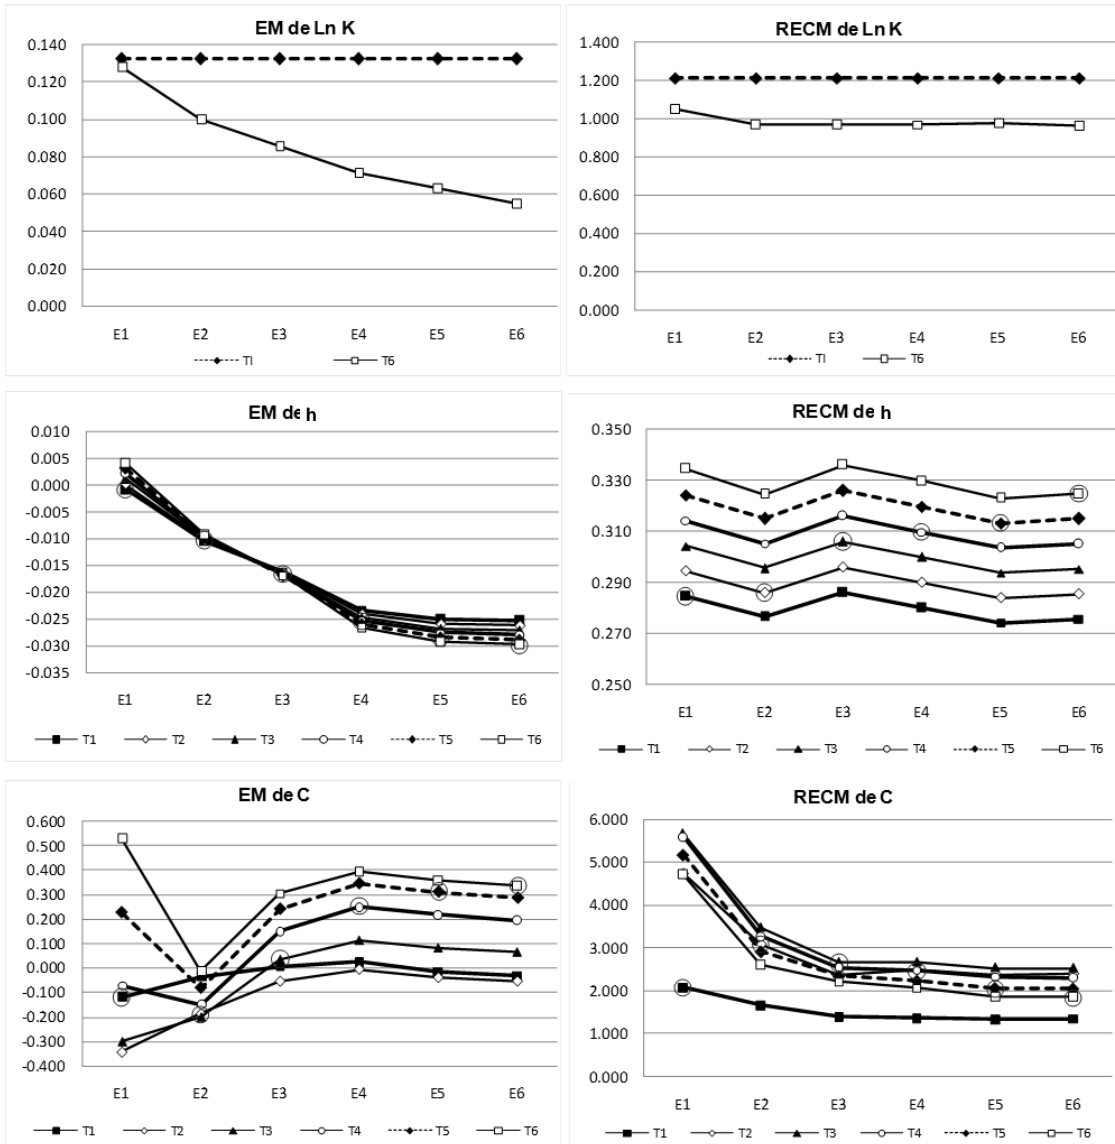 EM de Ln K
0.140
0.120
0.100
0.080
0.060
0.040
0.020
0.000
E1 E2 E3 E4 E5 E6
TI T6
RECM de Ln K
1.400
1.200
1.000
0.800
0.600
0.400
0.200
0.000
E1 E2 E3 E4 E5 E6
TI T6
EM de h
0.010
0.005
0.000
-0.005
-0.010
-0.015
-0.020
-0.025
-0.030
-0.035
E1 E2 E3 E4 E5 E6
T1 T2 T3 T4 T5 T6
RECM de h
0.350
0.330
0.310
0.290
0.270
0.250
E1 E2 E3 E4 E5 E6
T1 T2 T3 T4 T5 T6
EM de C
0.600
0.500
0.400
0.300
0.200
0.100
0.000
-0.100
-0.200
-0.300
-0.400
E1 E2 E3 E4 E5 E6
T1 T2 T3 T4 T5 T6
RECM de C
6.000
5.000
4.000
3.000
2.000
1.000
0.000
E1 E2 E3 E4 E5 E6
T1 T2 T3 T4 T5 T6